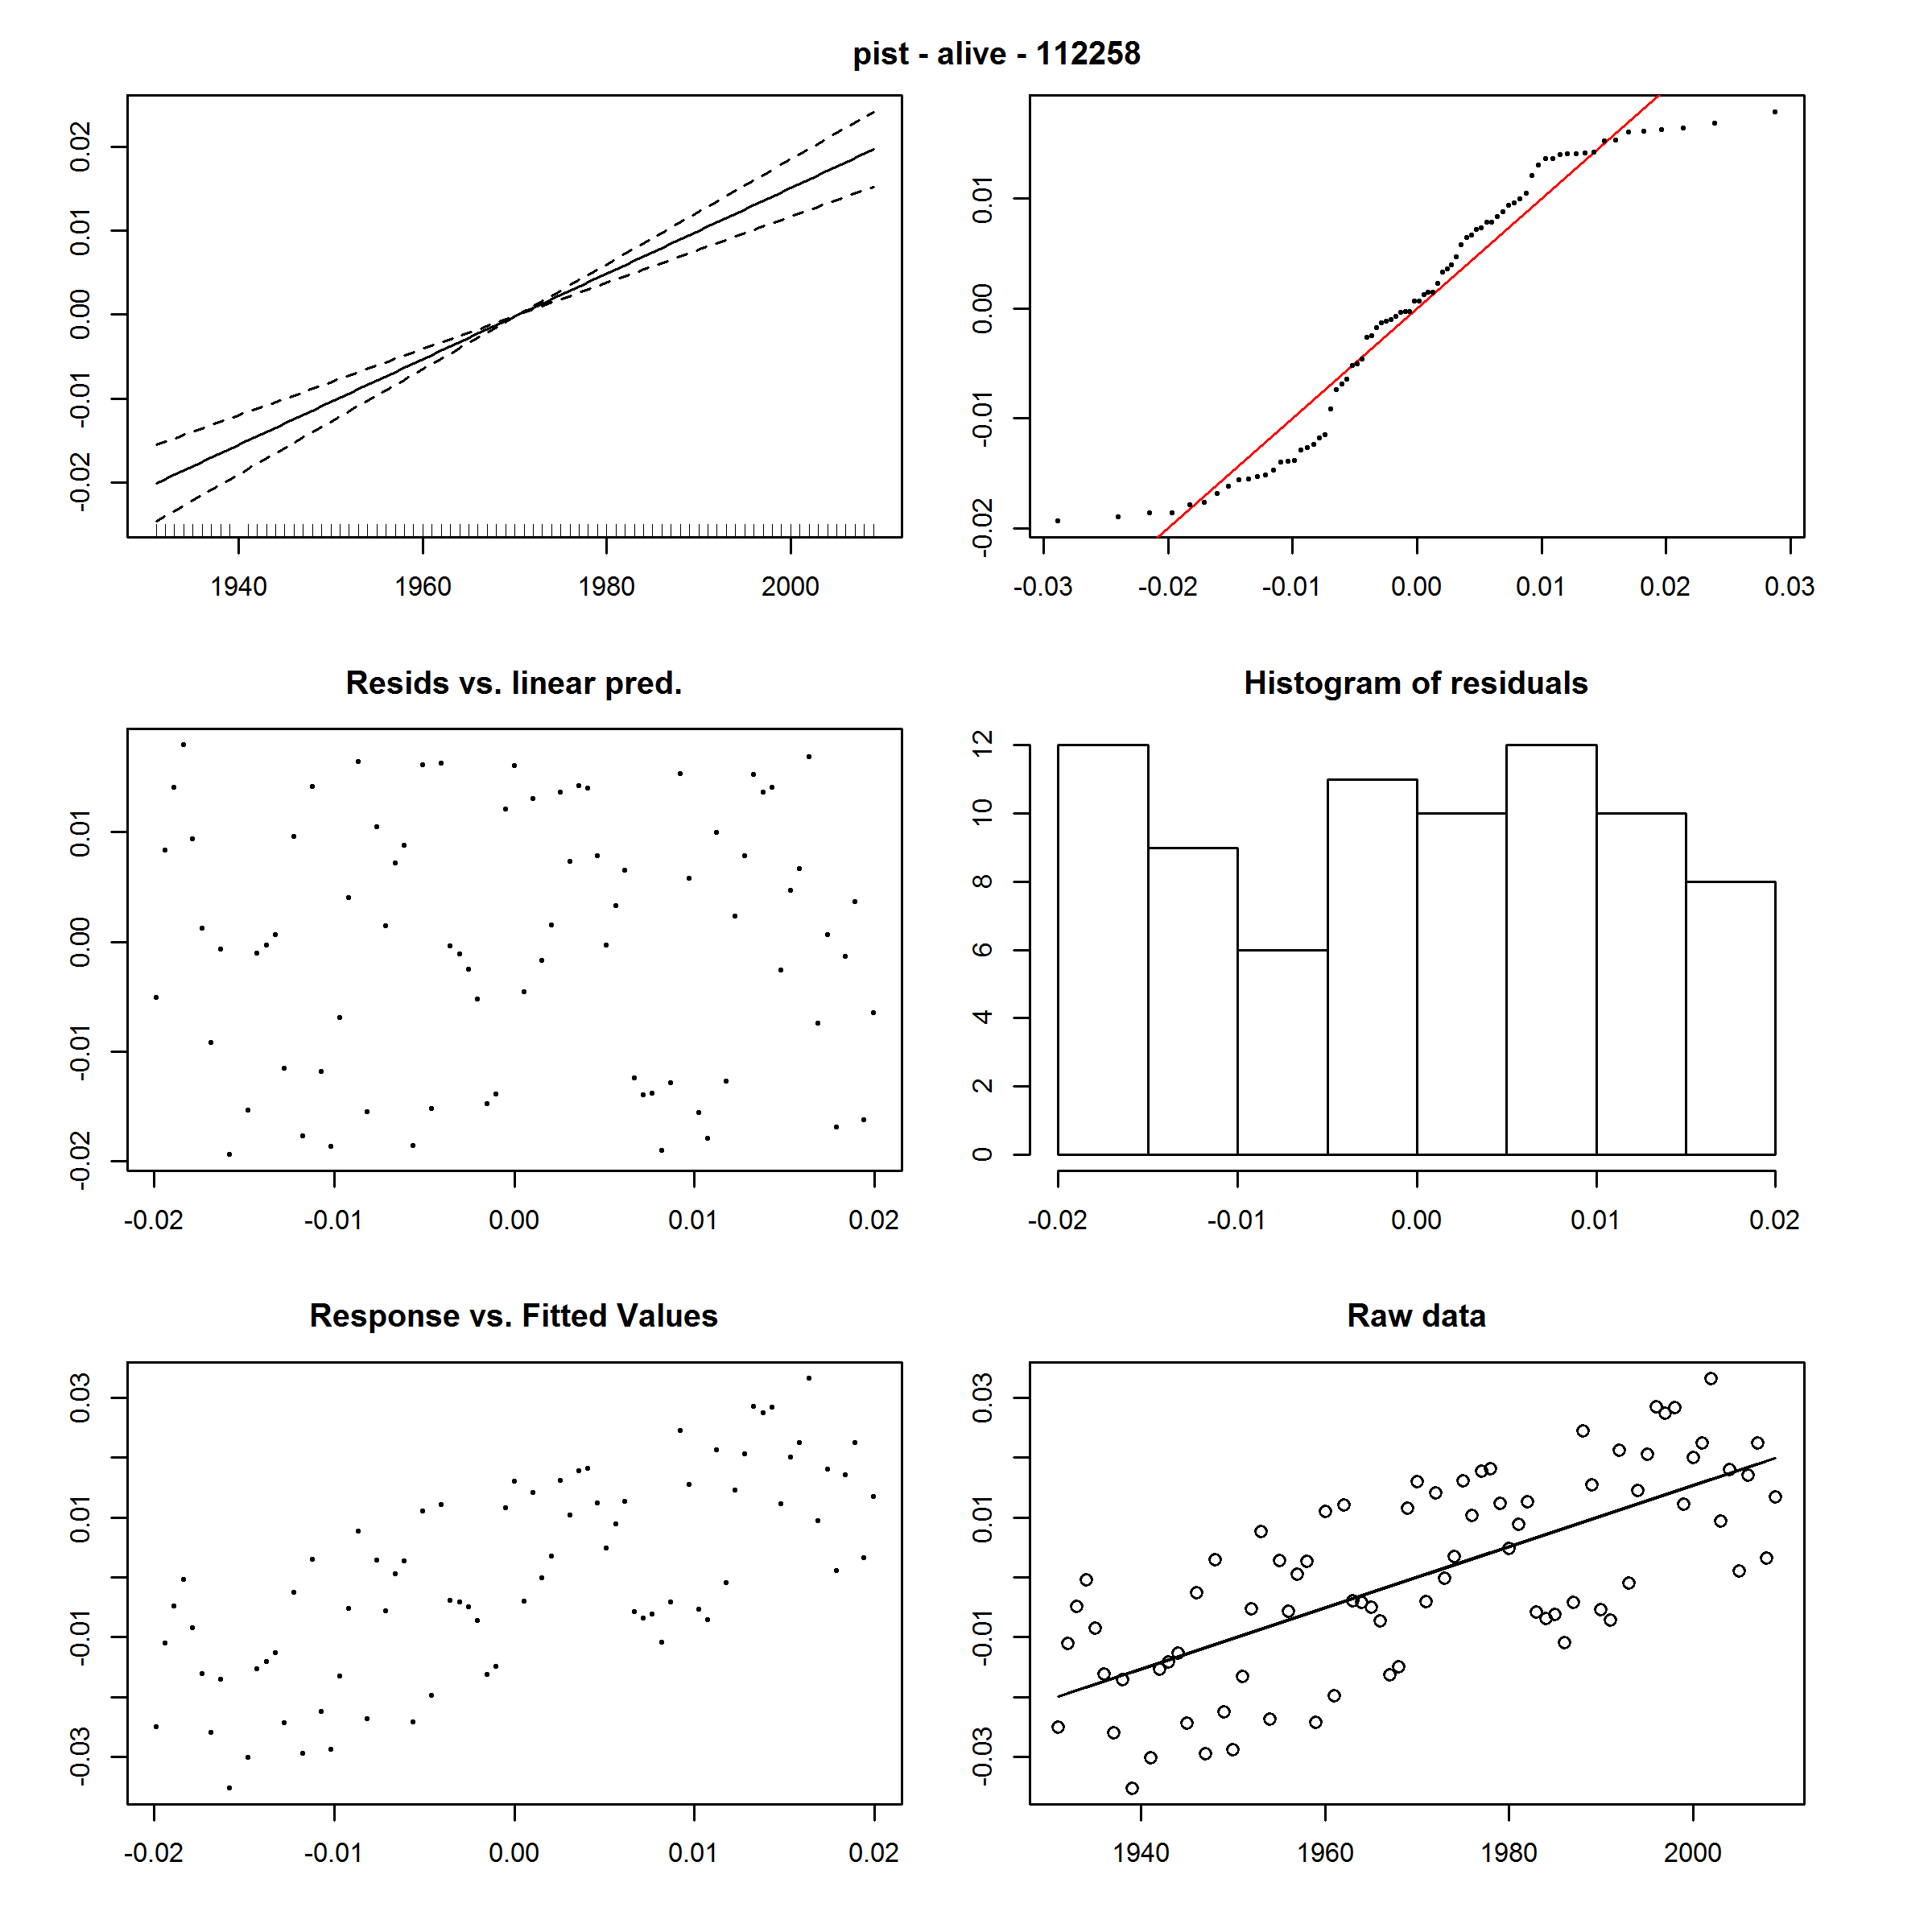 pist - alive - 112258
0.02
0.01
0.00
-0.01
-0.02
1940 1960 1980 2000
0.01
0.00
-0.01
-0.02
-0.03 -0.02 -0.01 0.00 0.01 0.02 0.03
Resids vs. linear pred.
0.01
0.00
-0.01
-0.02
-0.02 -0.01 0.00 0.01 0.02
Histogram of residuals
12
10
8
6
4
2
0
-0.02 -0.01 0.00 0.01 0.02
Response vs. Fitted Values
0.03
0.01
-0.01
-0.03
-0.02 -0.01 0.00 0.01 0.02
Raw data
0.03
0.01
-0.01
-0.03
1940 1960 1980 2000